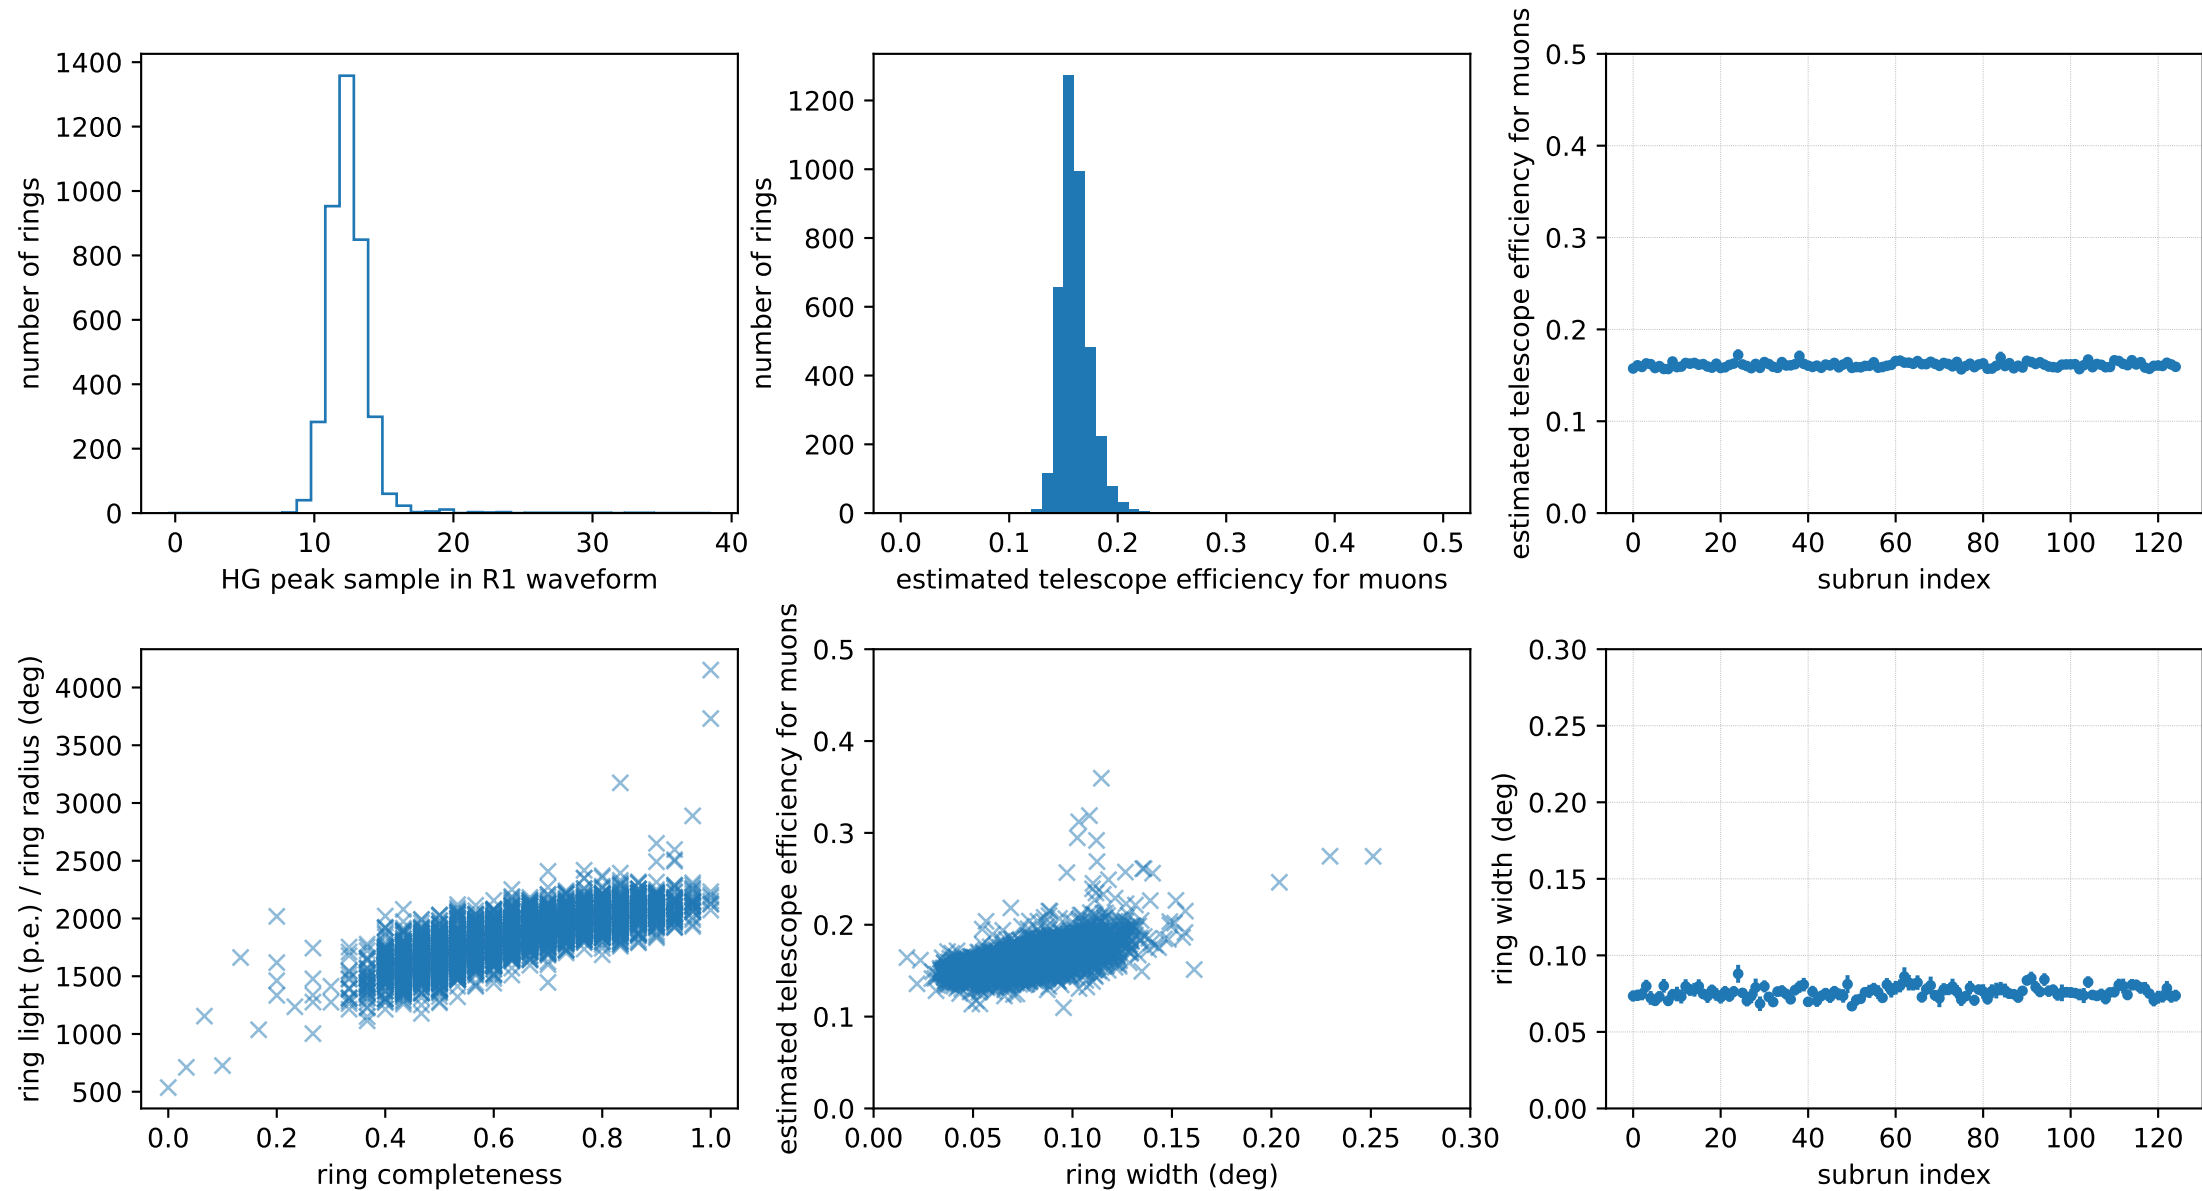 number of rings
1400
1200
1000
800
600
400
200
0
0 10 20 30 40
HG peak sample in R1 waveform
number of rings
1200
1000
800
600
400
200
0
0.0 0.1 0.2 0.3 0.4 0.5
estimated telescope efficiency for muons
estimated telescope efficiency for muons
0.5
0.4
0.3
0.2
0.1
0.0
0 20 40 60 80 100 120
subrun index
ring light (p.e.) / ring radius (deg)
4000
3500
3000
2500
2000
1500
1000
500
0.0 0.2 0.4 0.6 0.8 1.0
ring completeness
estimated telescope efficiency for muons
0.5
0.4
0.3
0.2
0.1
0.0
0.00 0.05 0.10 0.15 0.20 0.25 0.30
ring width (deg)
ring width (deg)
0.30
0.25
0.20
0.15
0.10
0.05
0.00
0 20 40 60 80 100 120
subrun index